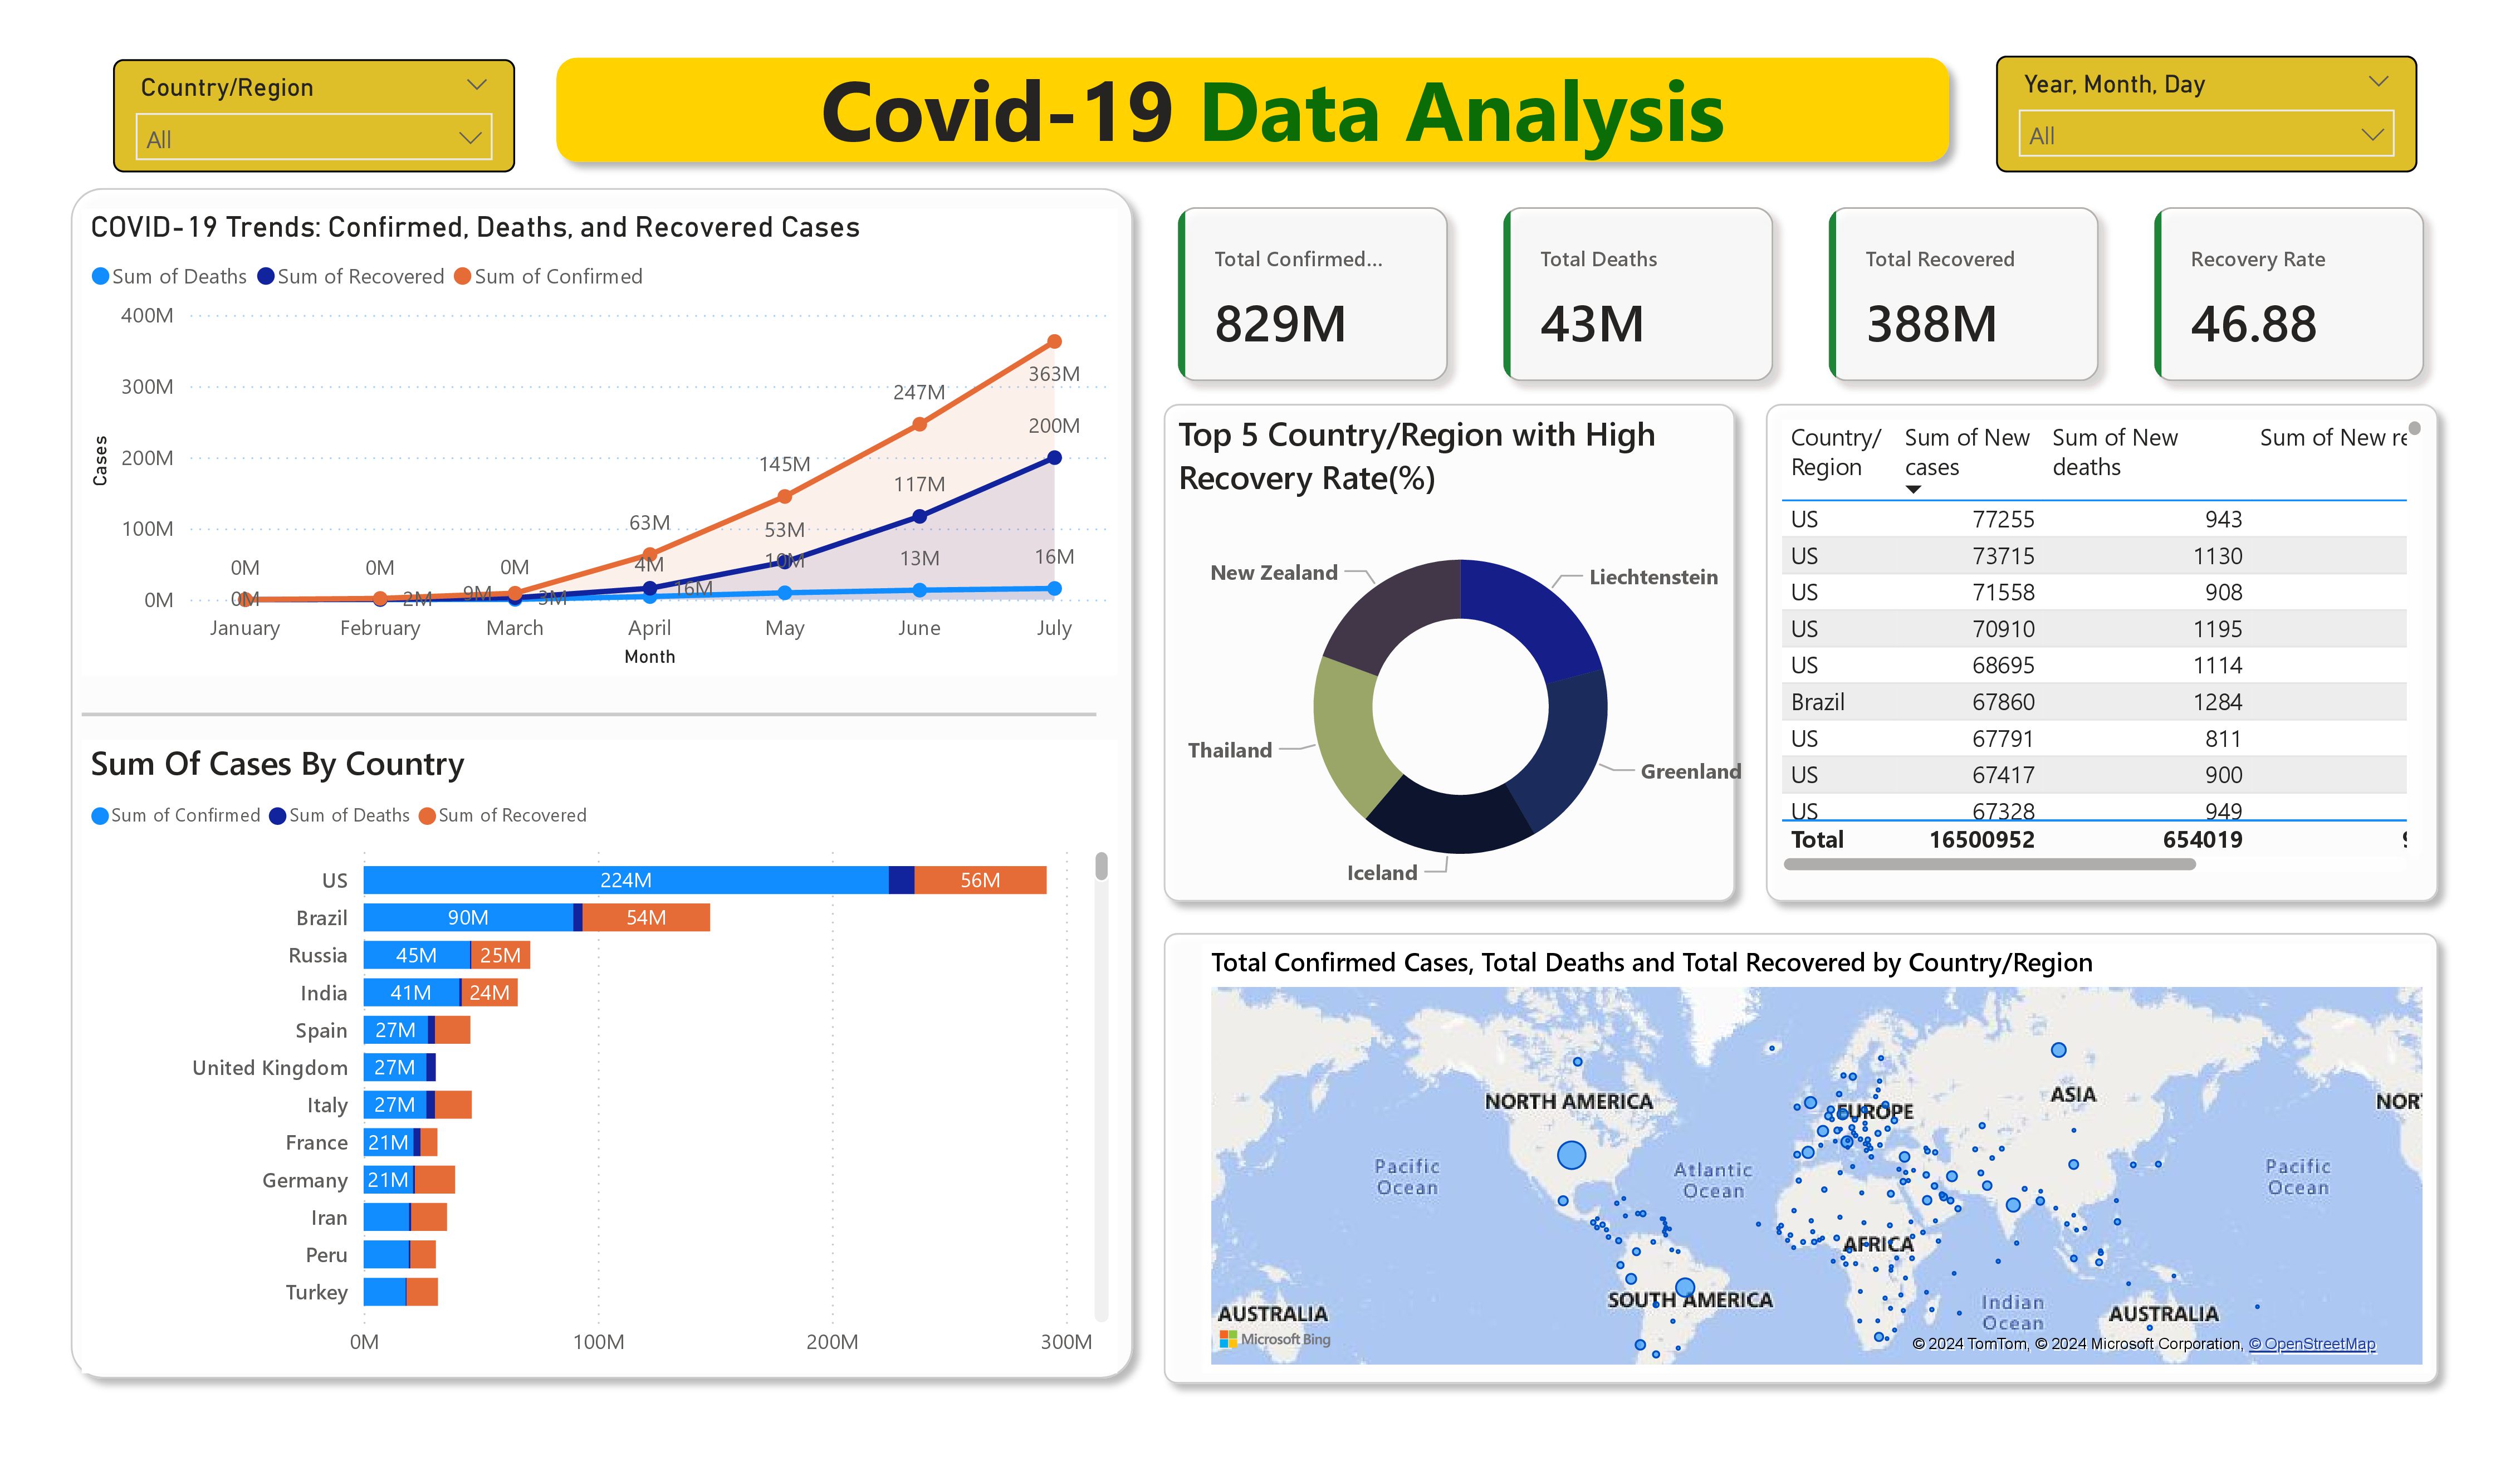 Country/Region
All
Covid-19 Data Analysis
Year, Month, Day
All
COVID-19 Trends: Confirmed, Deaths, and Recovered Cases
Sum of Deaths Sum of Recovered Sum of Confirmed
400M
300M
200M
100M
0M
Cases
363M
247M
200M
145M
117M
63M
53M
16M
13M
10M
4M
16M
0M 0M 0M
0M 2M 9M 3M
January February March April May June July
Month
Sum Of Cases By Country
Sum of Confirmed Sum of Deaths Sum of Recovered
US 224M 56M
Brazil 90M 54M
Russia 45M 25M
India 41M 24M
Spain 27M
United Kingdom 27M
Italy 27M
France 21M
Germany 21M
Iran
Peru
Turkey
0M 100M 200M 300M
Total Confirmed...
829M
Total Deaths
43M
Total Recovered
388M
Recovery Rate
46.88
Top 5 Country/Region with High
Recovery Rate(%)
New Zealand
Liechtenstein
Thailand
Greenland
Iceland
Country/ Sum of New Sum of New Sum of New re
Region cases deaths
US 77255 943
US 73715 1130
US 71558 908
US 70910 1195
US 68695 1114
Brazil 67860 1284
US 67791 811
US 67417 900
US 67328 949
Total 16500952 654019
Total Confirmed Cases, Total Deaths and Total Recovered by Country/Region
NORTH AMERICA
EUROPE
ASIA
NOR
Pacific
Ocean
Atlantic
Ocean
Pacific
Ocean
AFRICA
SOUTH AMERICA
Indian
Ocean
AUSTRALIA
AUSTRALIA
Microsoft Bing
© 2024 TomTom, © 2024 Microsoft Corporation, © OpenStreetMap